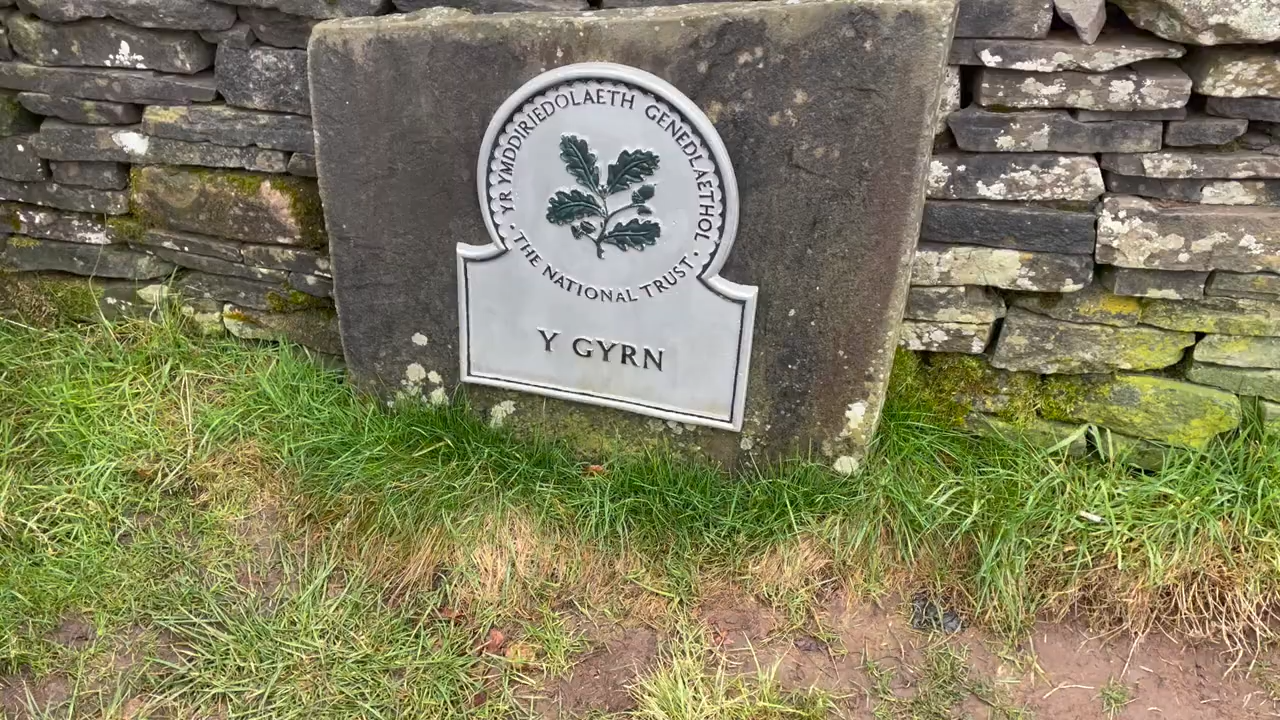 YR YMDDIRIEDOLAETH GENEDLAETHOL
· THE NATIONAL TRUST ·
Y GYRN